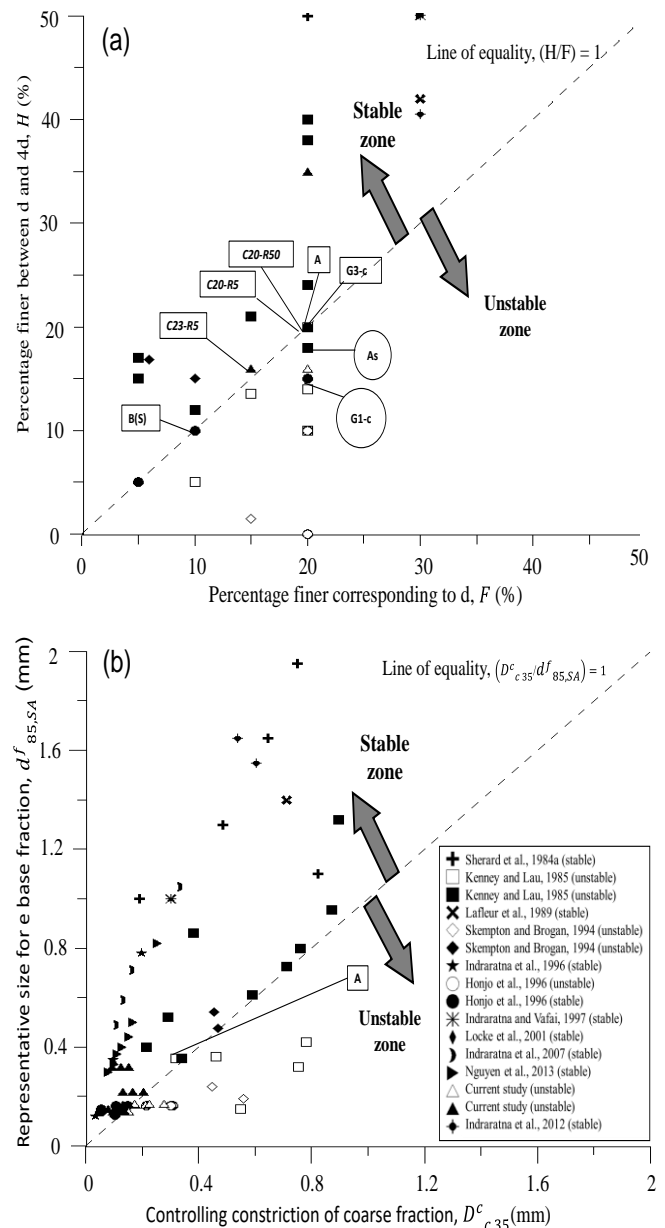 (a)
Line of equality, (H/F) = 1
Stable
zone
Unstable
zone
C20-R50
A
G3-c
C20-R5
C23-R5
As
B(S)
G1-c
Percentage finer between d and 4d, H (%)
50
40
30
20
10
0
0 10 20 30 40 50
Percentage finer corresponding to d, F (%)
(b)
Line of equality, (D^c_c 35/d^f_85,SA) = 1
Stable
zone
Unstable
zone
A
Representative size for e base fraction, d^f_85,SA (mm)
2
1.6
1.2
0.8
0.4
0
Sherard et al., 1984a (stable)
Kenney and Lau, 1985 (unstable)
Kenney and Lau, 1985 (unstable)
Lafleur et al., 1989 (stable)
Skempton and Brogan, 1994 (unstable)
Skempton and Brogan, 1994 (unstable)
Indraratna et al., 1996 (stable)
Honjo et al., 1996 (unstable)
Honjo et al., 1996 (stable)
Indraratna and Vafai, 1997 (stable)
Locke et al., 2001 (stable)
Indraratna et al., 2007 (stable)
Nguyen et al., 2013 (stable)
Current study (unstable)
Current study (unstable)
Indraratna et al., 2012 (stable)
0 0.4 0.8 1.2 1.6 2
Controlling constriction of coarse fraction, D^c_c 35(mm)